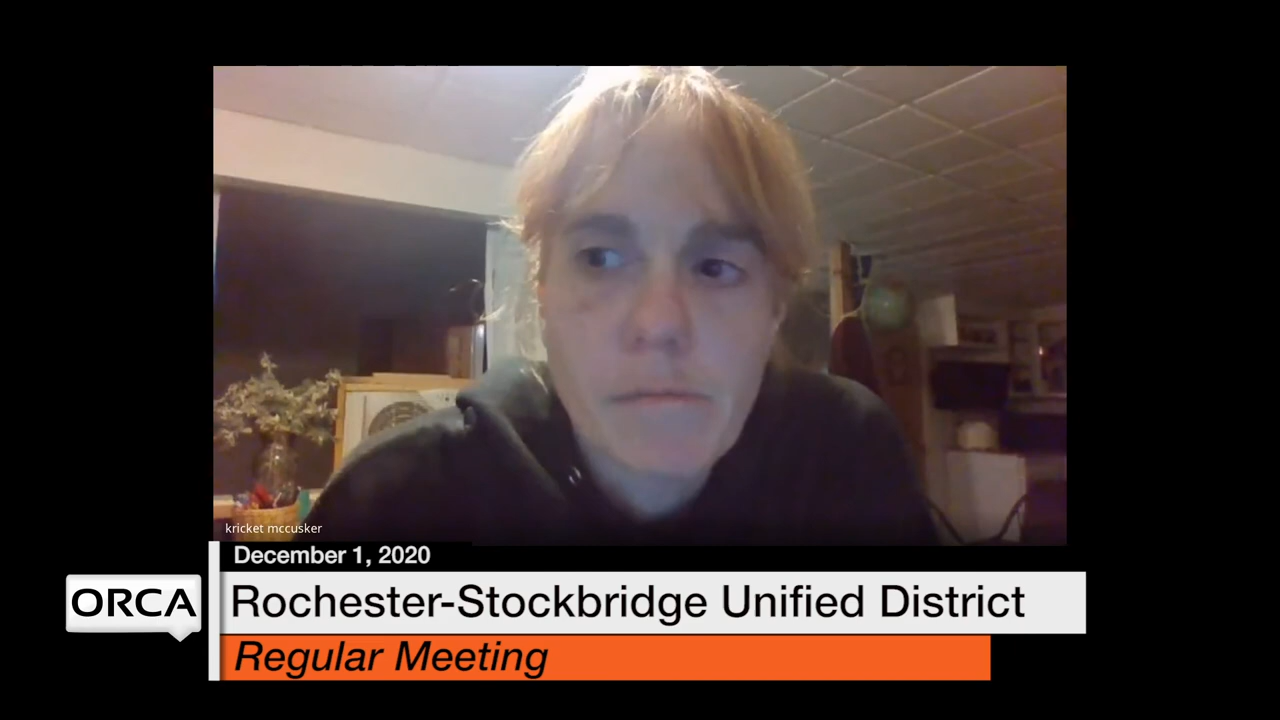 kricket mccusker
December 1, 2020
ORCA
Rochester-Stockbridge Unified District
Regular Meeting